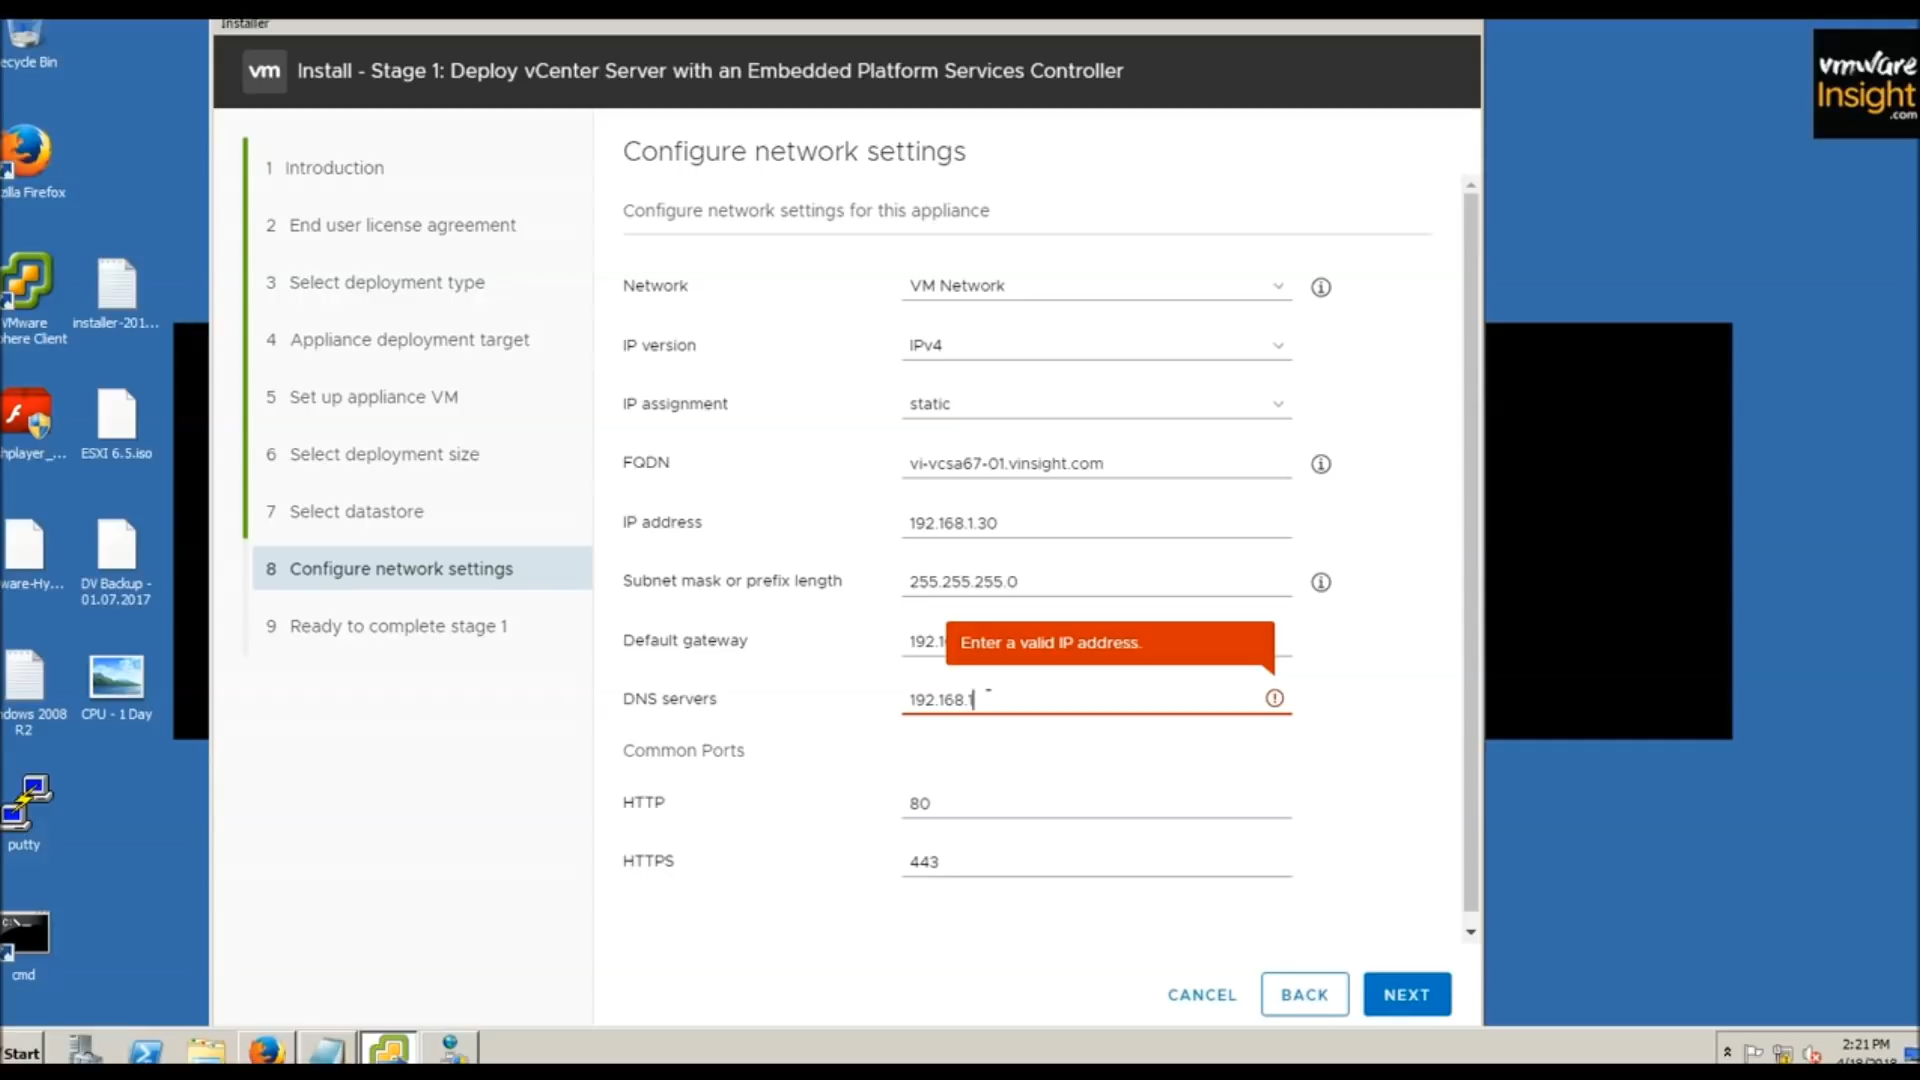 Installer
vm Install - Stage 1: Deploy vCenter Server with an Embedded Platform Services Controller
vmware
Insight
.com
ecycle Bin
zilla Firefox
VMware
here Client
installer-201...
hplayer_...
ESXI 6.5.iso
ware-Hy...
DV Backup -
01.07.2017
dows 2008
R2
CPU - 1 Day
putty
cmd
1 Introduction
2 End user license agreement
3 Select deployment type
4 Appliance deployment target
5 Set up appliance VM
6 Select deployment size
7 Select datastore
8 Configure network settings
9 Ready to complete stage 1
Configure network settings
Configure network settings for this appliance
Network VM Network
IP version IPv4
IP assignment static
FQDN vi-vcsa67-01.vinsight.com
IP address 192.168.1.30
Subnet mask or prefix length 255.255.255.0
Default gateway 192.1
Enter a valid IP address.
DNS servers 192.168.1
Common Ports
HTTP 80
HTTPS 443
CANCEL BACK NEXT
Start
2:21 PM
4/18/2018